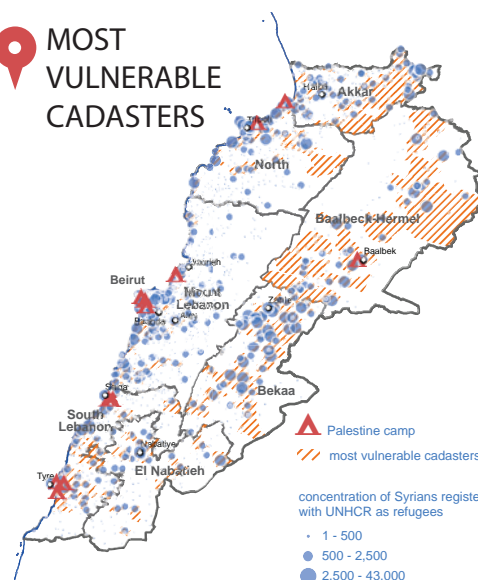 MOST
VULNERABLE
CADASTERS
Halba
Akkar
North
Baalbeck-Hermel
Baalbek
Beirut
Mount
Lebanon
Zahle
Bekaa
South
Lebanon
Nabatiye
El Nabatieh
Tyre
Palestine camp
most vulnerable cadasters
concentration of Syrians registe
with UNHCR as refugees
1 - 500
500 - 2,500
2,500 - 43,000